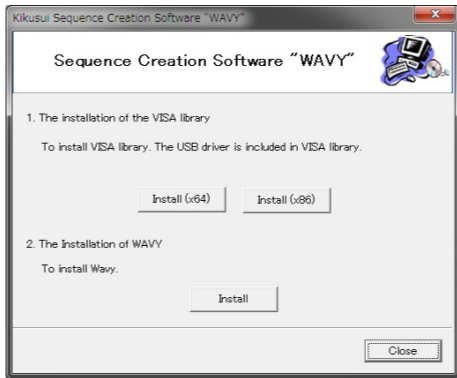 Kikusui Sequence Creation Software "WAVY"
Sequence Creation Software "WAVY"
1. The installation of the VISA library
To install VISA library. The USB driver is included in VISA library.
Install (x64) Install (x86)
2. The Installation of WAVY
To install Wavy.
Install
Close